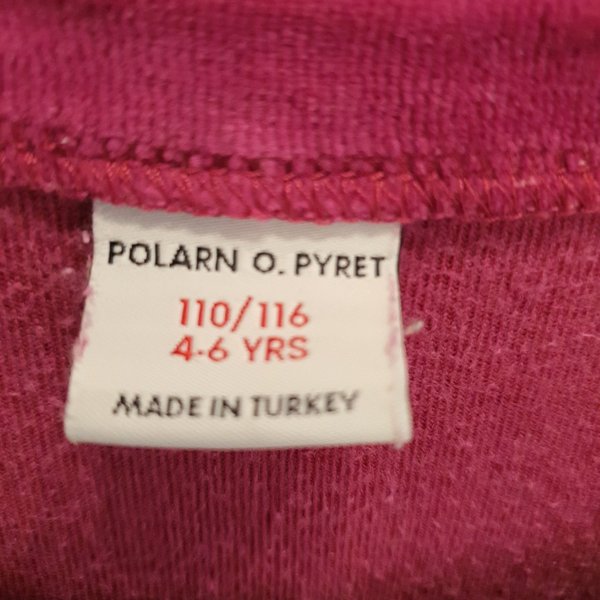 POLARN O. PYRET
110/116
4-6 YRS
MADE IN TURKEY